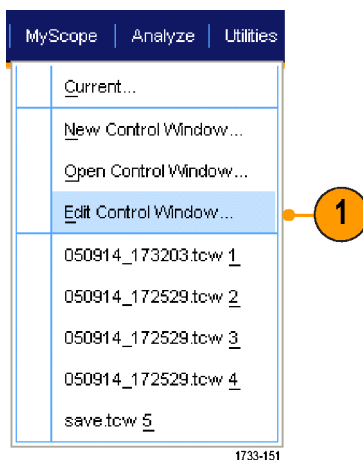 MyScope | Analyze | Utilities
Current...
New Control Window...
Open Control Window...
Edit Control Window...
1
050914_173203.tcw 1
050914_172529.tcw 2
050914_172529.tcw 3
050914_172529.tcw 4
save.tcw 5
1733-151